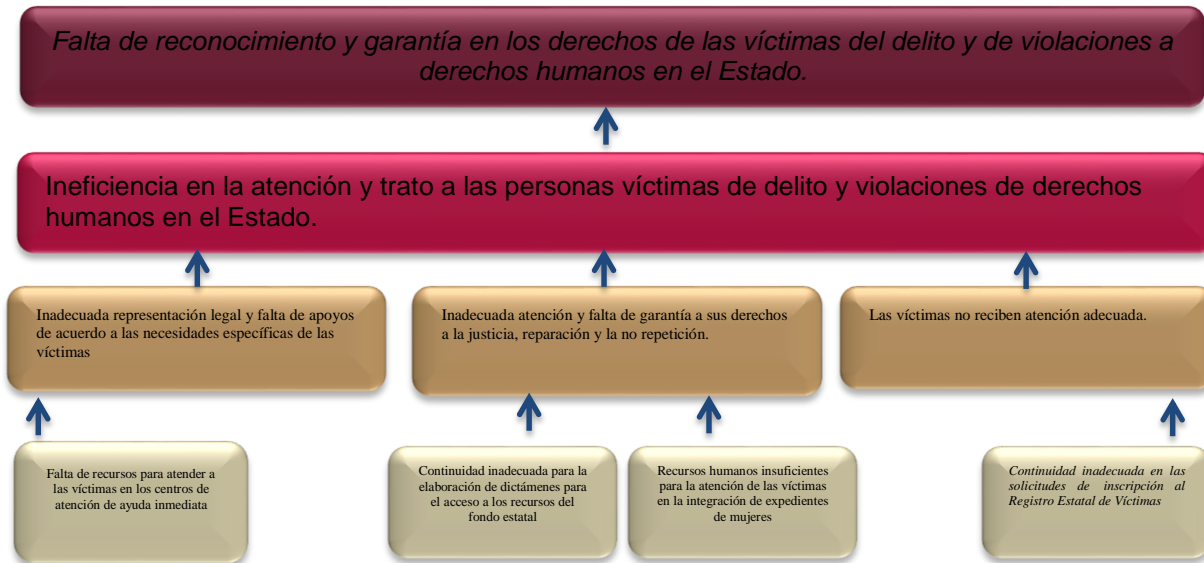 Falta de reconocimiento y garantía en los derechos de las víctimas del delito y de violaciones a
derechos humanos en el Estado.
Ineficiencia en la atención y trato a las personas víctimas de delito y violaciones de derechos
humanos en el Estado.
Inadecuada representación legal y falta de apoyos
de acuerdo a las necesidades específicas de las
víctimas
Inadecuada atención y falta de garantía a sus derechos
a la justicia, reparación y la no repetición.
Las víctimas no reciben atención adecuada.
Falta de recursos para atender a
las víctimas en los centros de
atención de ayuda inmediata
Continuidad inadecuada para la
elaboración de dictámenes para
el acceso a los recursos del
fondo estatal
Recursos humanos insuficientes
para la atención de las víctimas
en la integración de expedientes
de mujeres
Continuidad inadecuada en las
solicitudes de inscripción al
Registro Estatal de Víctimas